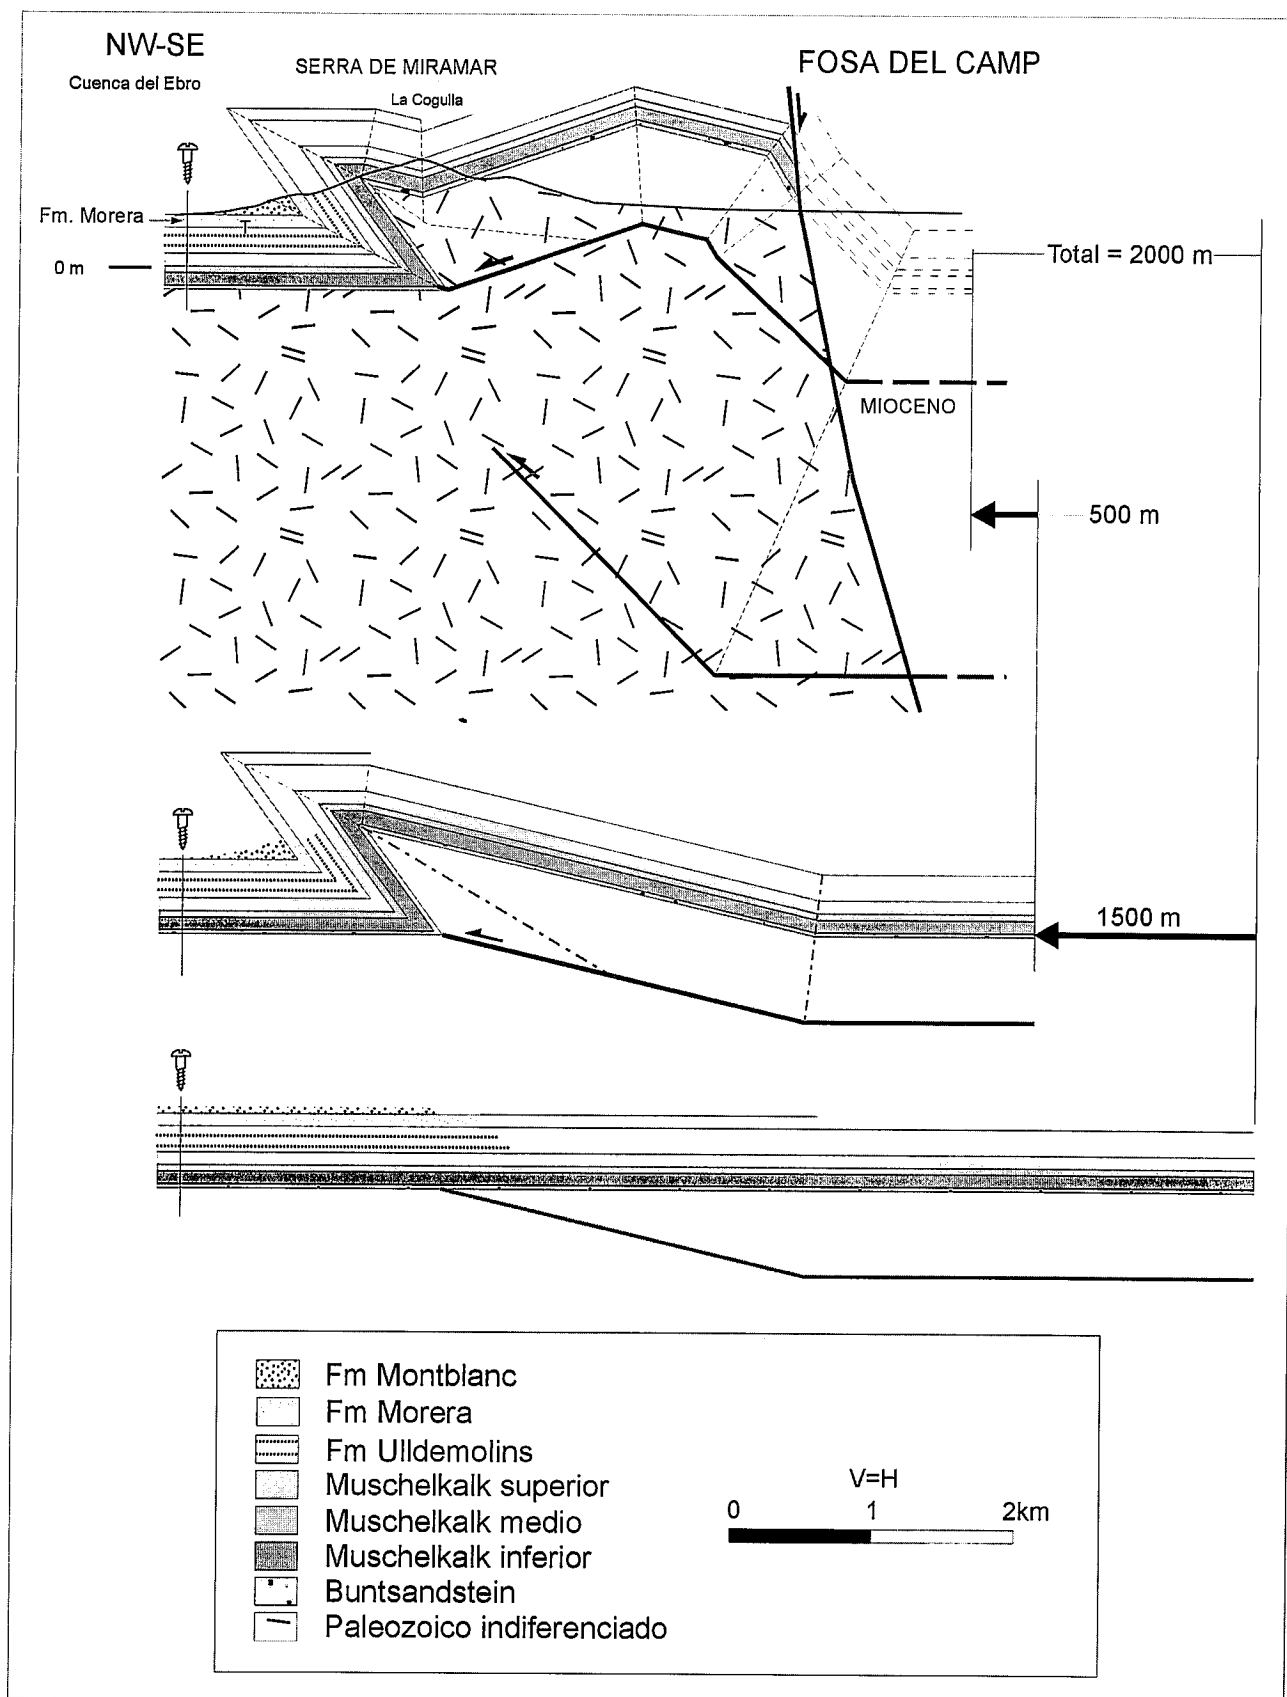 NW-SE
Cuenca del Ebro
SERRA DE MIRAMAR
La Cogulla
FOSA DEL CAMP
Fm. Morera
0 m
T
Total = 2000 m
MIOCENO
500 m
1500 m
Fm Montblanc
Fm Morera
Fm Ulldemolins
Muschelkalk superior
Muschelkalk medio
Muschelkalk inferior
Buntsandstein
Paleozoico indiferenciado
V=H
0 1 2km